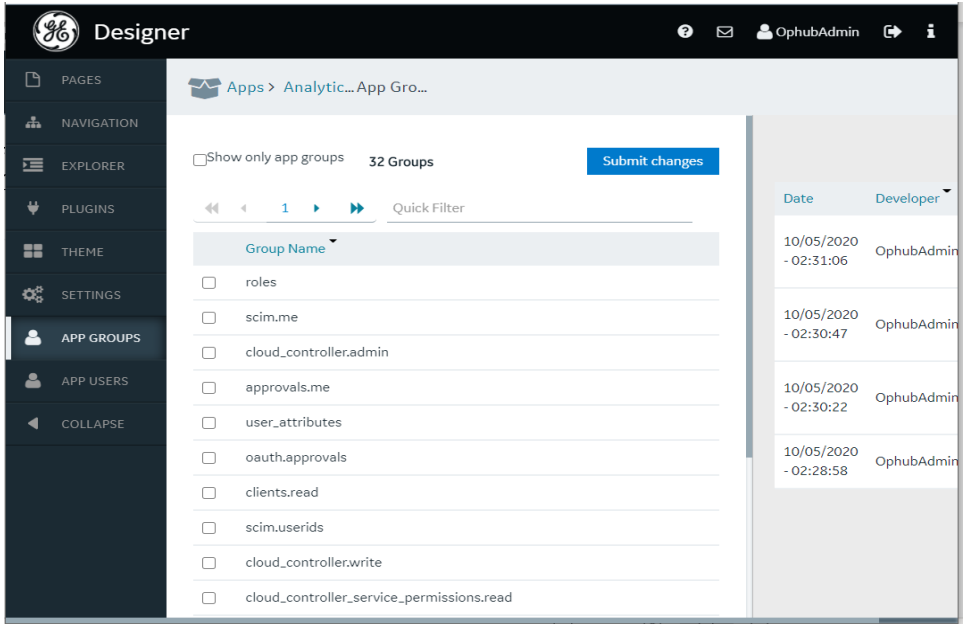 Designer
OphubAdmin
PAGES
NAVIGATION
EXPLORER
PLUGINS
THEME
SETTINGS
APP GROUPS
APP USERS
COLLAPSE
Apps > Analytic... App Gro...
Show only app groups 32 Groups Submit changes
1 Quick Filter
Group Name
roles
scim.me
cloud_controller.admin
approvals.me
user_attributes
oauth.approvals
clients.read
scim.userids
cloud_controller.write
cloud_controller_service_permissions.read
Date Developer
10/05/2020
- 02:31:06
OphubAdmin
10/05/2020
- 02:30:47
OphubAdmin
10/05/2020
- 02:30:22
OphubAdmin
10/05/2020
- 02:28:58
OphubAdmin